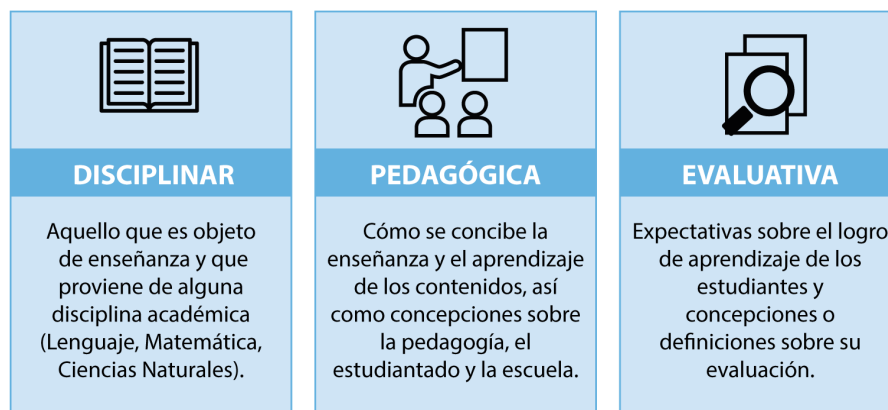 DISCIPLINAR
Aquello que es objeto
de enseñanza y que
proviene de alguna
disciplina académica
(Lenguaje, Matemática,
Ciencias Naturales).
PEDAGÓGICA
Cómo se concibe la
enseñanza y el aprendizaje
de los contenidos, así
como concepciones sobre
la pedagogía, el
estudiantado y la escuela.
EVALUATIVA
Expectativas sobre el logro
de aprendizaje de los
estudiantes y
concepciones o
definiciones sobre su
evaluación.